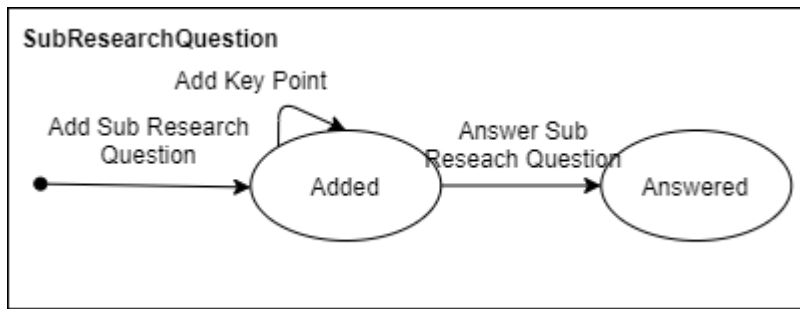 SubResearchQuestion
Add Key Point
Add Sub Research
Question
Answer Sub
Reseach Question
Added
Answered